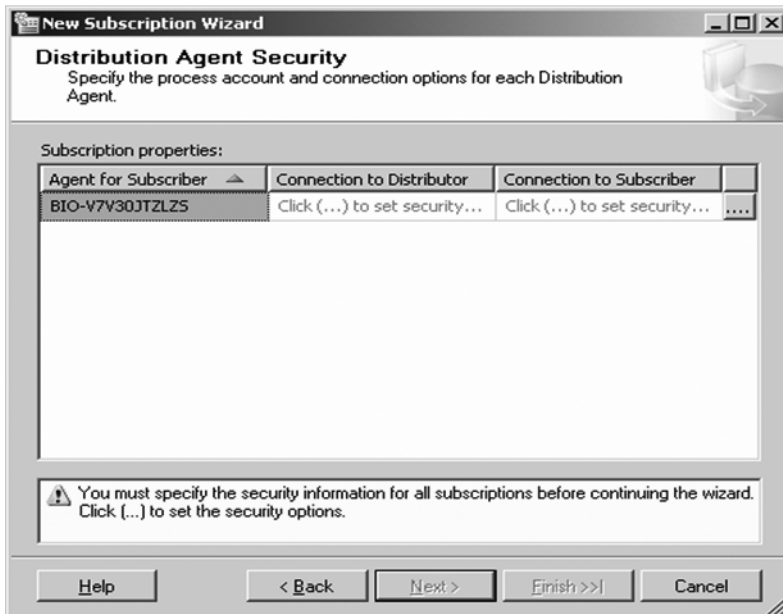 New Subscription Wizard
Distribution Agent Security
Specify the process account and connection options for each Distribution
Agent.
Subscription properties:
Agent for Subscriber Connection to Distributor Connection to Subscriber
BIO-V7V30JTZLZS Click (...) to set security... Click (...) to set security... ....
You must specify the security information for all subscriptions before continuing the wizard.
Click (...) to set the security options.
Help < Back Next > Finish >>| Cancel